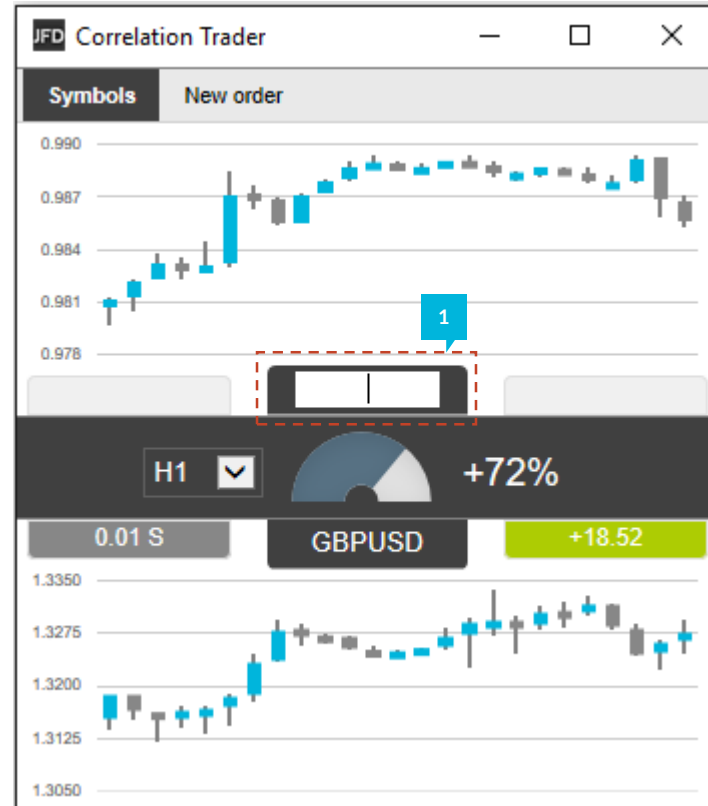 JFD Correlation Trader
Symbols New order
0.990
0.987
0.984
0.981
1
0.978
H1 +72%
0.01 S GBPUSD +18.52
1.3350
1.3275
1.3200
1.3125
1.3050